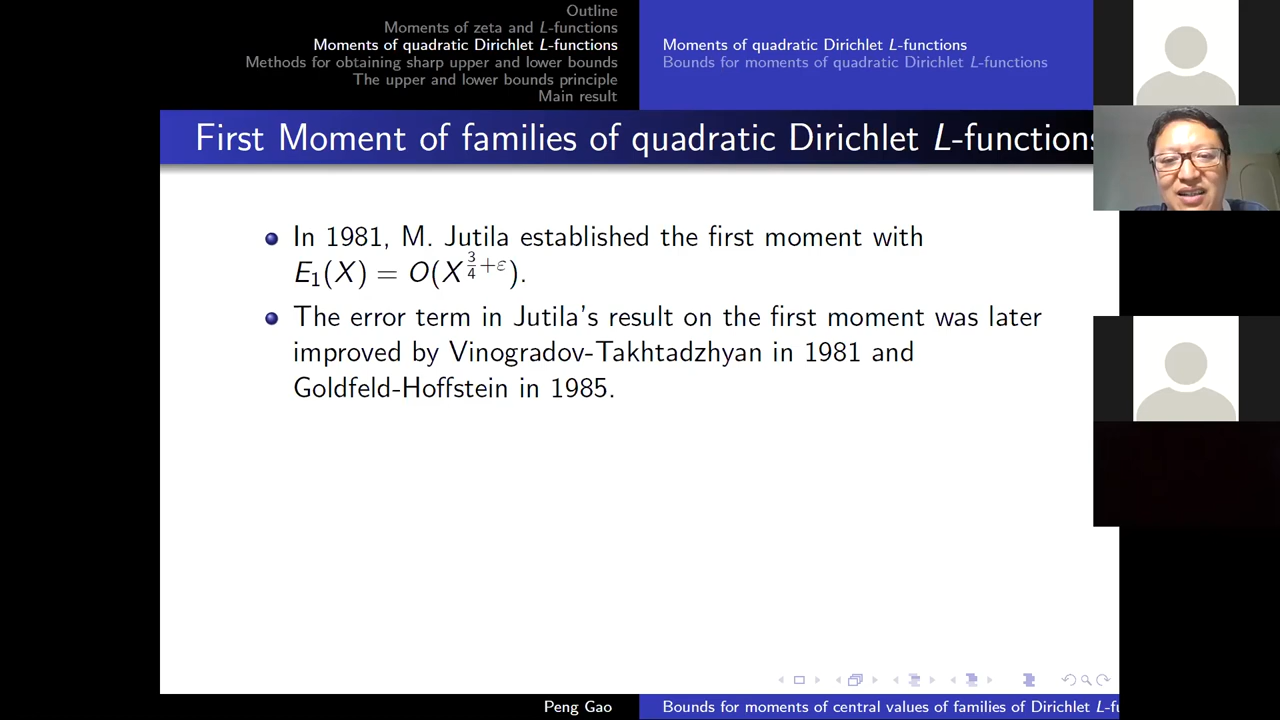 Outline
Moments of zeta and L-functions
Moments of quadratic Dirichlet L-functions
Methods for obtaining sharp upper and lower bounds
The upper and lower bounds principle
Main result
Moments of quadratic Dirichlet L-functions
Bounds for moments of quadratic Dirichlet L-functions
First Moment of families of quadratic Dirichlet L-functions
In 1981, M. Jutila established the first moment with
E₁(X) = O(X^{3/4+ε}).
The error term in Jutila's result on the first moment was later
improved by Vinogradov-Takhtadzhyan in 1981 and
Goldfeld-Hoffstein in 1985.
Peng Gao
Bounds for moments of central values of families of Dirichlet L-fu